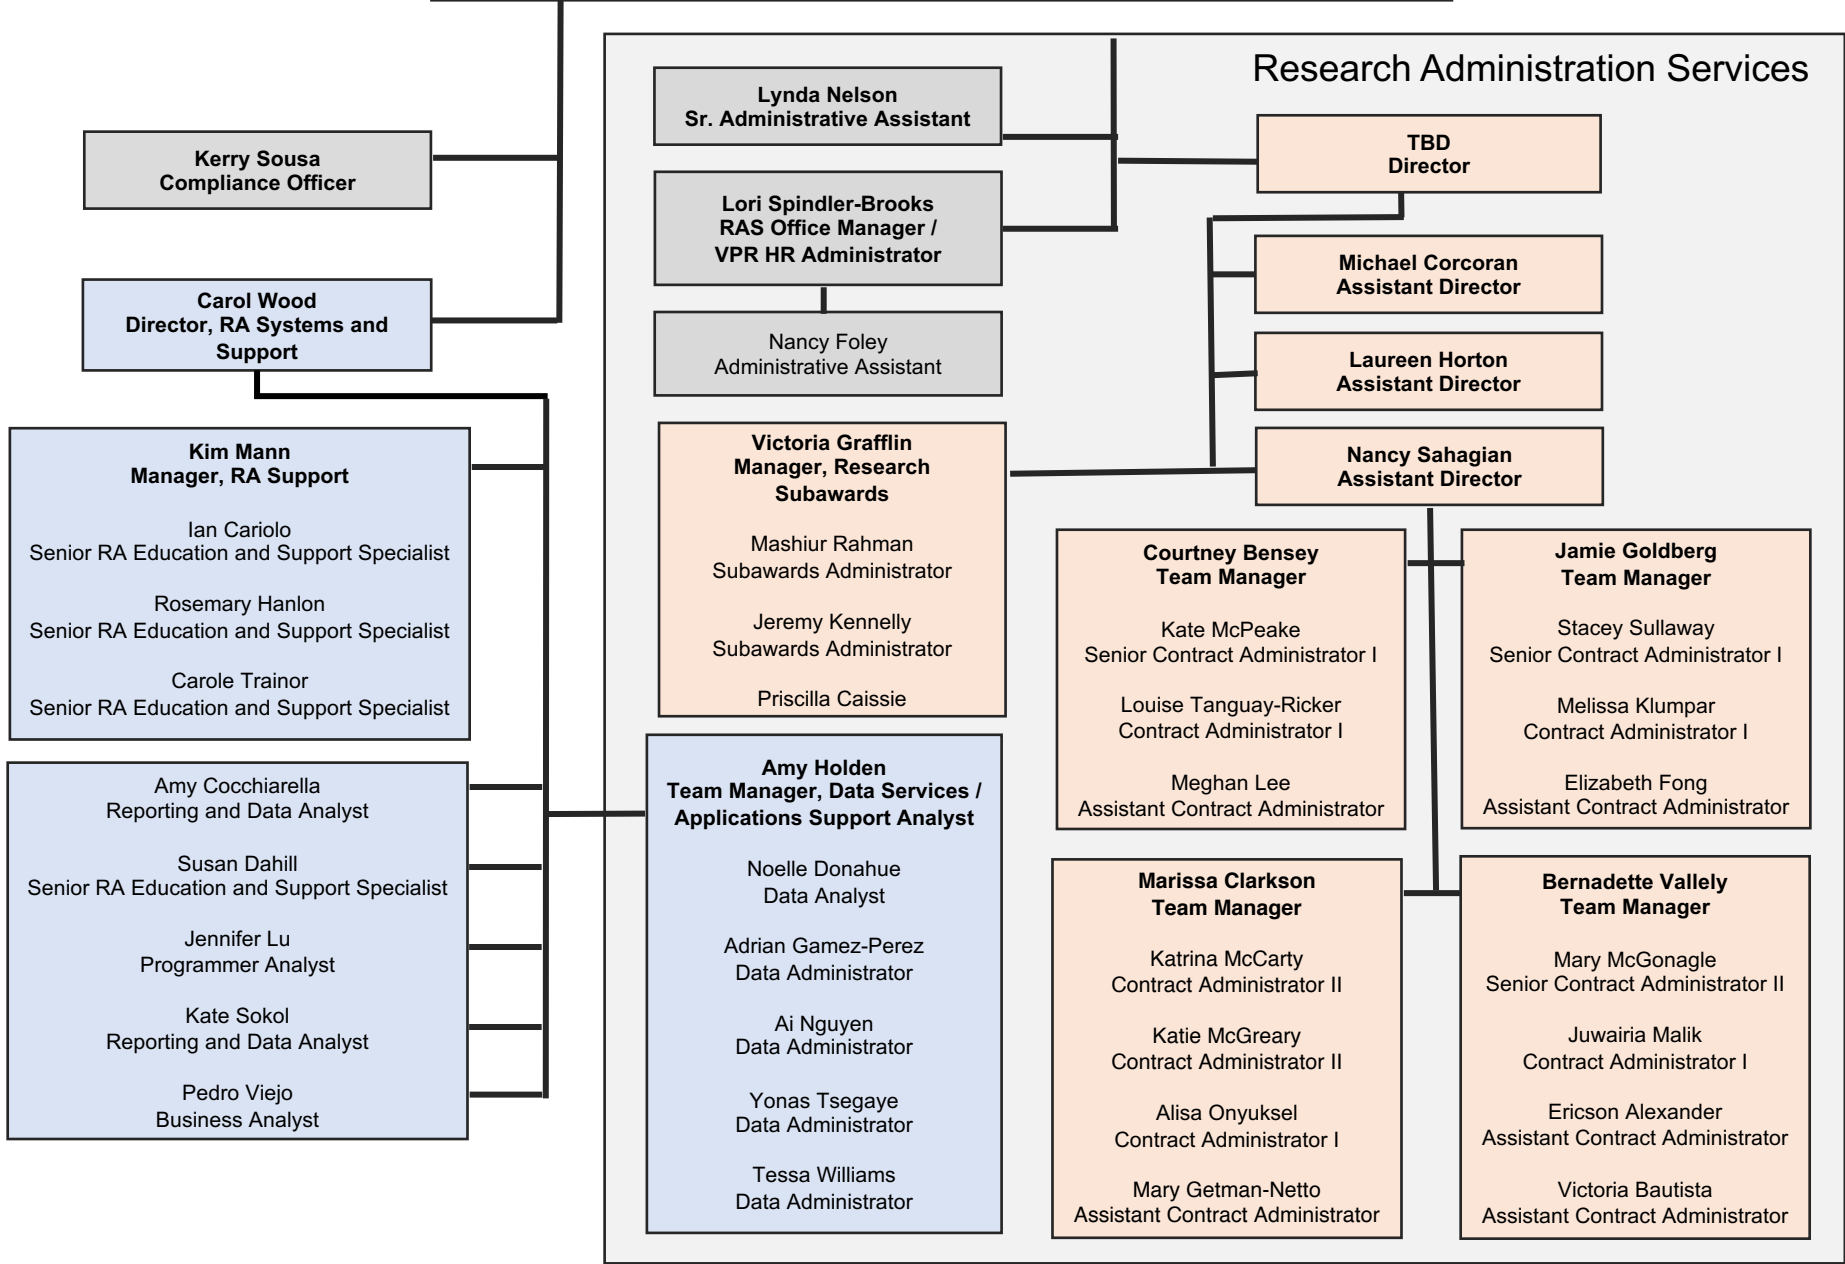 Research Administration Services
Lynda Nelson
Sr. Administrative Assistant
TBD
Director
Kerry Sousa
Compliance Officer
Lori Spindler-Brooks
RAS Office Manager /
VPR HR Administrator
Michael Corcoran
Assistant Director
Carol Wood
Director, RA Systems and
Support
Nancy Foley
Administrative Assistant
Laureen Horton
Assistant Director
Kim Mann
Manager, RA Support
Ian Cariolo
Senior RA Education and Support Specialist
Rosemary Hanlon
Senior RA Education and Support Specialist
Carole Trainor
Senior RA Education and Support Specialist
Victoria Grafflin
Manager, Research
Subawards
Mashiur Rahman
Subawards Administrator
Jeremy Kennelly
Subawards Administrator
Priscilla Caissie
Nancy Sahagian
Assistant Director
Courtney Bensey
Team Manager
Kate McPeake
Senior Contract Administrator I
Louise Tanguay-Ricker
Contract Administrator I
Meghan Lee
Assistant Contract Administrator
Jamie Goldberg
Team Manager
Stacey Sullaway
Senior Contract Administrator I
Melissa Klumpar
Contract Administrator I
Elizabeth Fong
Assistant Contract Administrator
Amy Cocchiarella
Reporting and Data Analyst
Susan Dahill
Senior RA Education and Support Specialist
Jennifer Lu
Programmer Analyst
Kate Sokol
Reporting and Data Analyst
Pedro Viejo
Business Analyst
Amy Holden
Team Manager, Data Services /
Applications Support Analyst
Noelle Donahue
Data Analyst
Adrian Gamez-Perez
Data Administrator
Ai Nguyen
Data Administrator
Yonas Tsegaye
Data Administrator
Tessa Williams
Data Administrator
Marissa Clarkson
Team Manager
Katrina McCarty
Contract Administrator II
Katie McGreary
Contract Administrator II
Alisa Onyuksel
Contract Administrator I
Mary Getman-Netto
Assistant Contract Administrator
Bernadette Vallely
Team Manager
Mary McGonagle
Senior Contract Administrator II
Juwairia Malik
Contract Administrator I
Ericson Alexander
Assistant Contract Administrator
Victoria Bautista
Assistant Contract Administrator